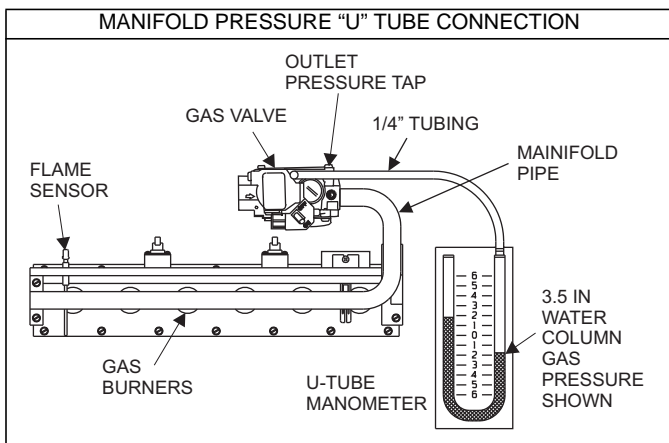 MANIFOLD PRESSURE “U” TUBE CONNECTION
OUTLET
PRESSURE TAP
GAS VALVE
1/4” TUBING
FLAME
SENSOR
MAINIFOLD
PIPE
GAS
BURNERS
U-TUBE
MANOMETER
6
5
4
3
2
1
0
1
2
3
4
5
6
3.5 IN
WATER
COLUMN
GAS
PRESSURE
SHOWN